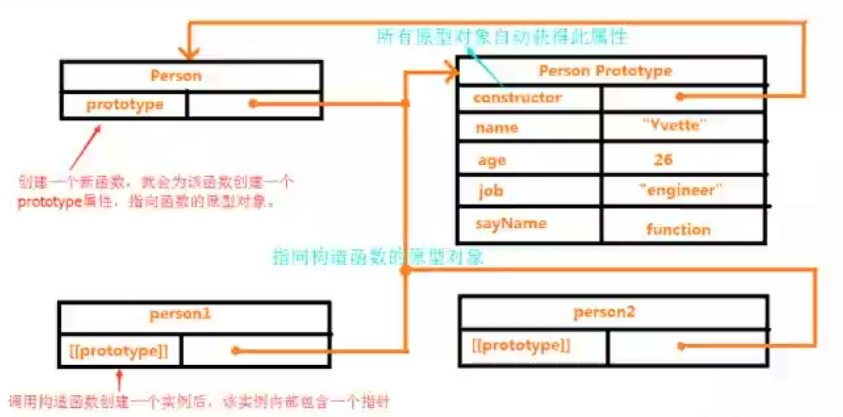 所有原型对象自动获得此属性
Person
Person Prototype
prototype
constructor
name
"Yvette"
age
26
job
"engineer"
sayName
function
创建一个新函数，就会为该函数创建一个
prototype属性，指向函数的原型对象。
指向构造函数的原型对象
person1
person2
[[prototype]]
[[prototype]]
调用构造函数创建一个实例后，该实例内部包含一个指针